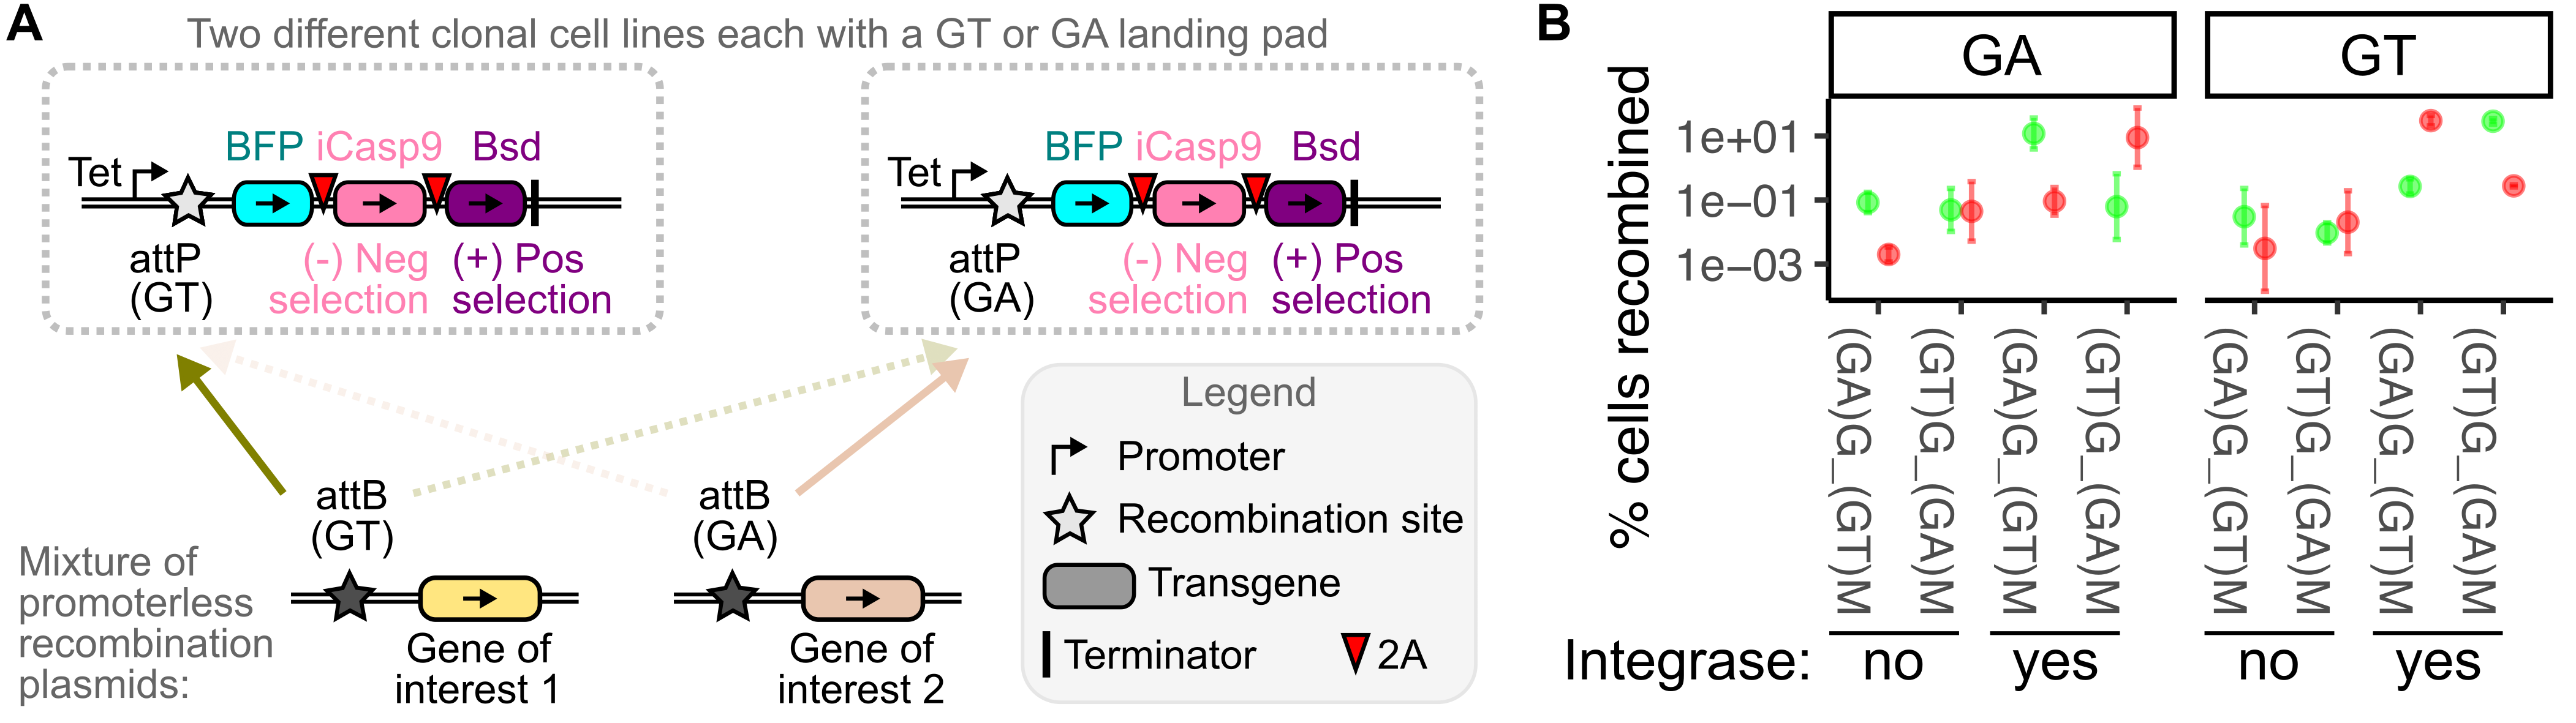 A
Two different clonal cell lines each with a GT or GA landing pad
Tet
BFP iCasp9 Bsd
attP
(GT)
(-) Neg
selection
(+) Pos
selection
Tet
BFP iCasp9 Bsd
attP
(GA)
(-) Neg
selection
(+) Pos
selection
attB
(GT)
attB
(GA)
Mixture of
promoterless
recombination
plasmids:
Gene of
interest 1
Gene of
interest 2
Legend
Promoter
Recombination site
Transgene
Terminator
2A
B
% cells recombined
GA
GT
1e+01
1e−01
1e−03
(GA)G_(GT)M
(GT)G_(GA)M
(GA)G_(GT)M
(GT)G_(GA)M
(GA)G_(GT)M
(GT)G_(GA)M
(GA)G_(GT)M
(GT)G_(GA)M
Integrase: no yes no yes